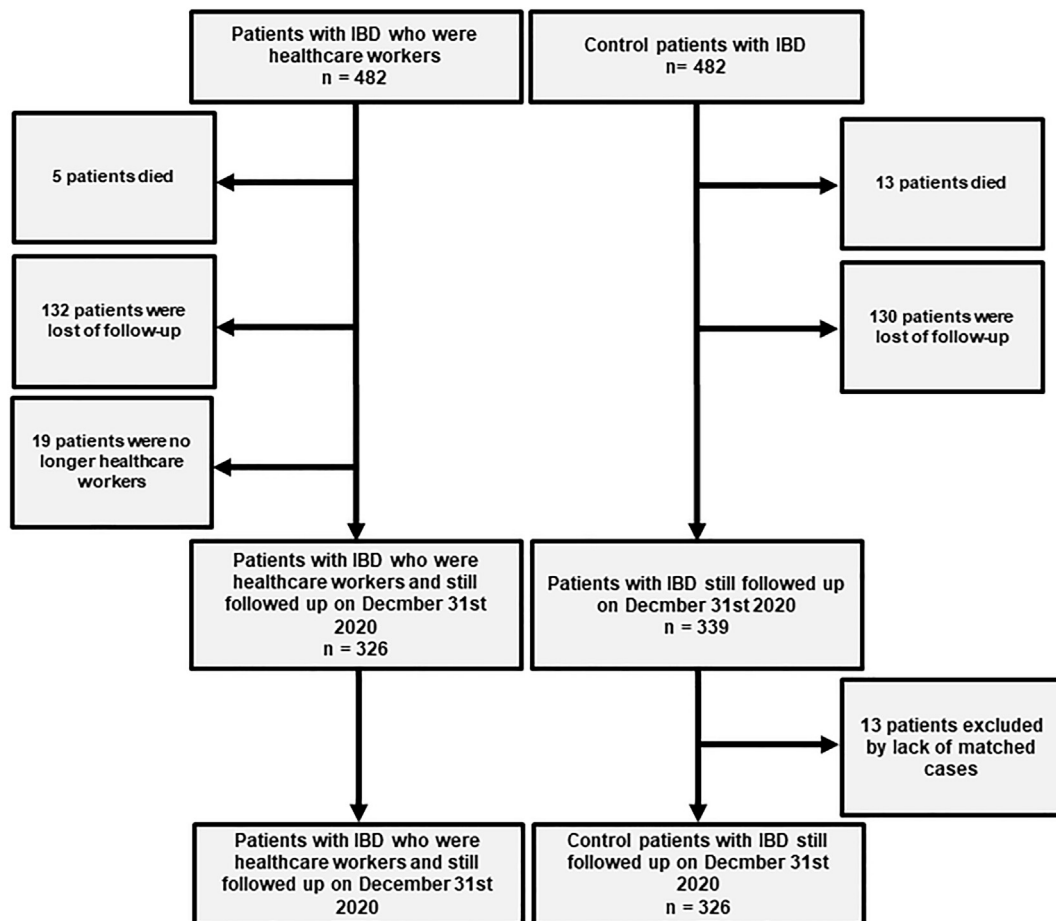 Patients with IBD who were
healthcare workers
n = 482
Control patients with IBD
n= 482
5 patients died
13 patients died
132 patients were
lost of follow-up
130 patients were
lost of follow-up
19 patients were no
longer healthcare
workers
Patients with IBD who were
healthcare workers and still
followed up on Decmber 31st
2020
n = 326
Patients with IBD still followed up
on Decmber 31st 2020
n = 339
13 patients excluded
by lack of matched
cases
Patients with IBD who were
healthcare workers and still
followed up on December 31st
2020
Control patients with IBD still
followed up on Decmber 31st
2020
n = 326